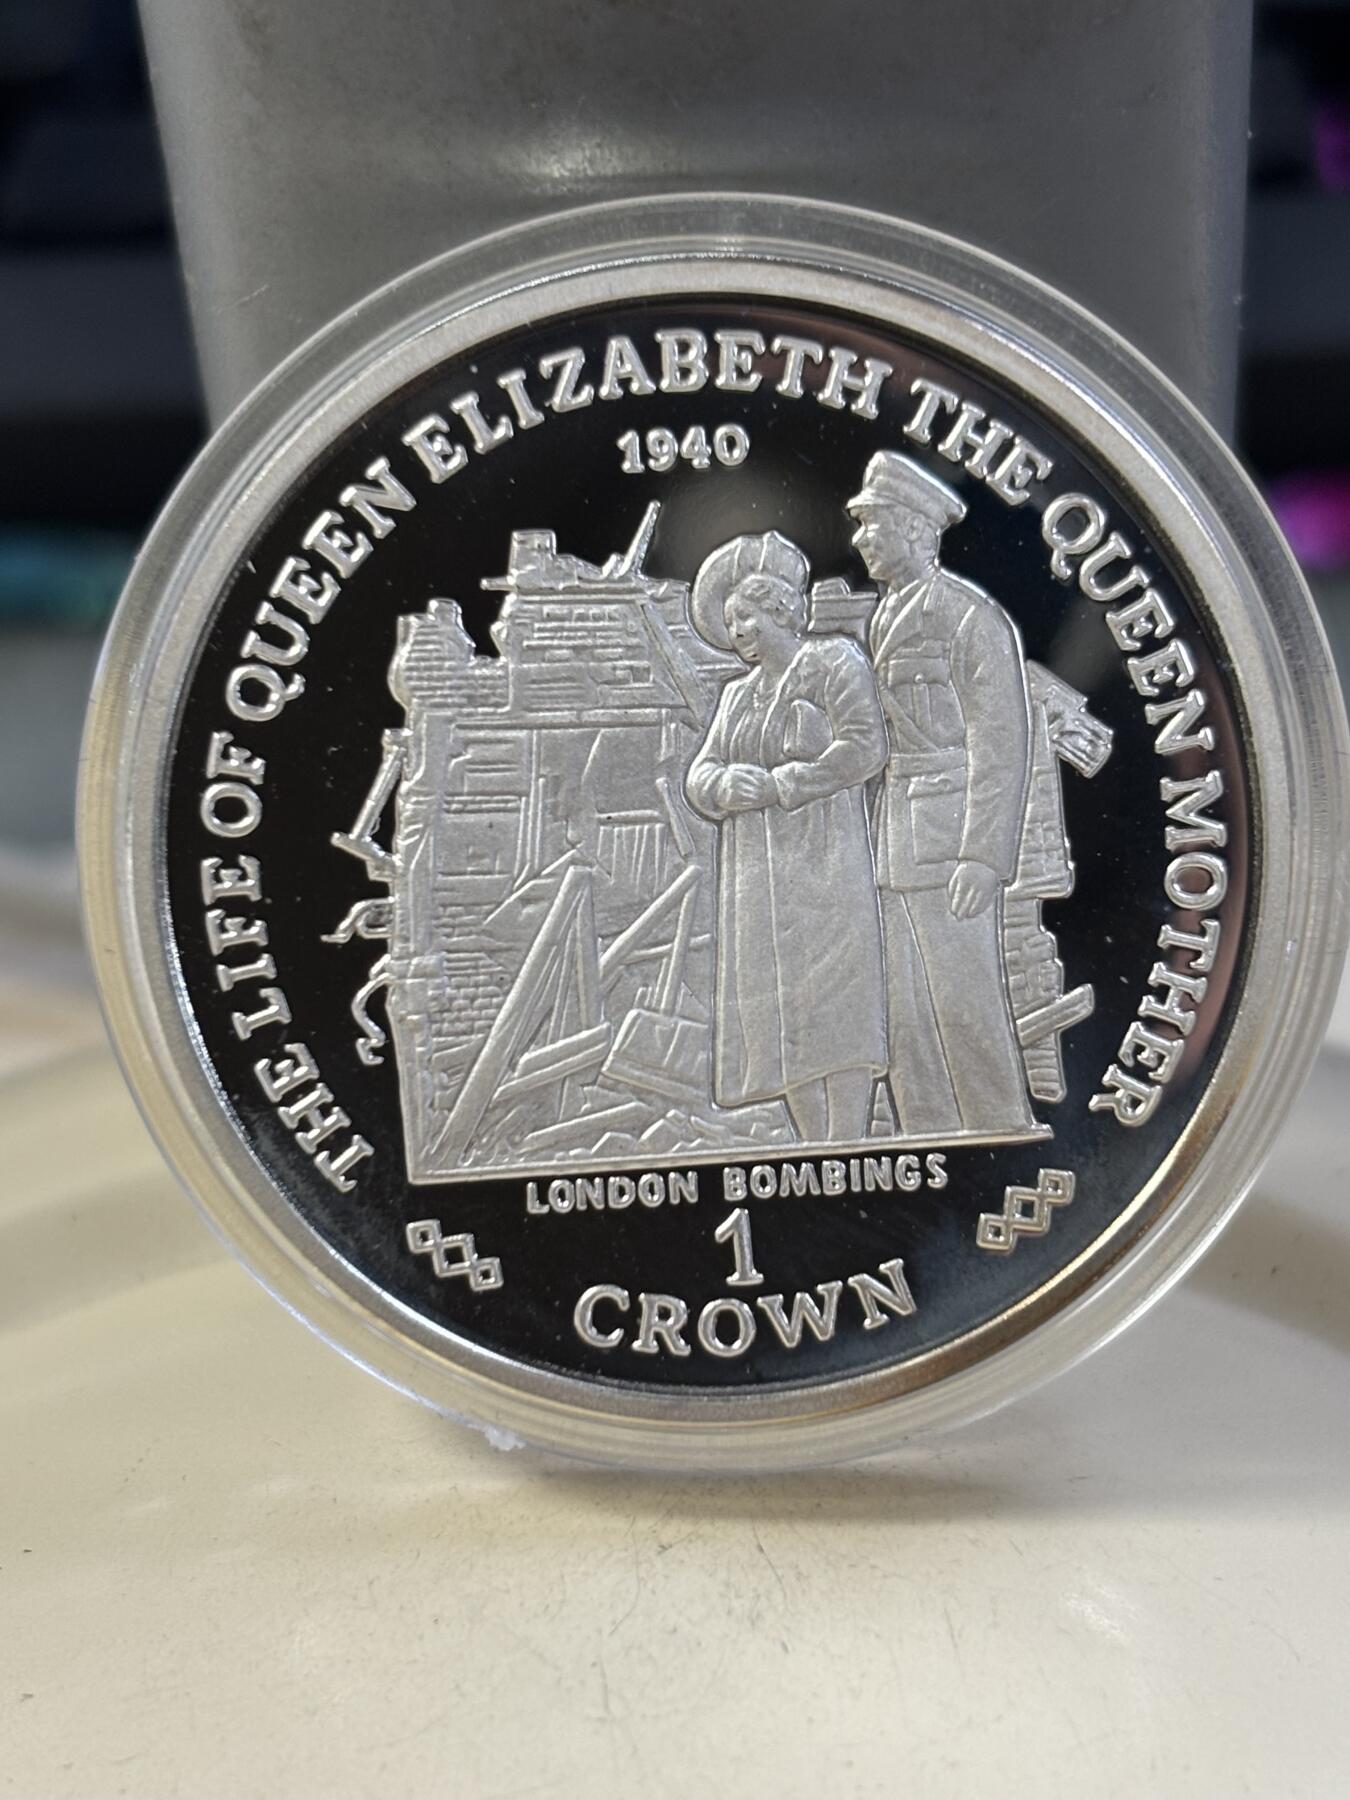 THE LIFE OF QUEEN ELIZABETH THE QUEEN MOTHER
1940
LONDON BOMBINGS
1
CROWN